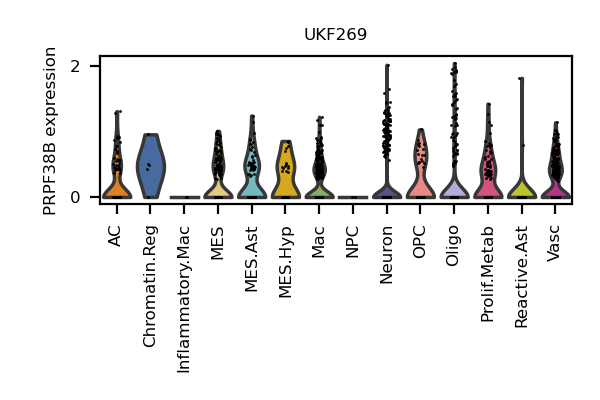 UKF269
PRPF38B expression
2
0
AC
Chromatin.Reg
Inflammatory.Mac
MES
MES.Ast
MES.Hyp
Mac
NPC
Neuron
OPC
Oligo
Prolif.Metab
Reactive.Ast
Vasc